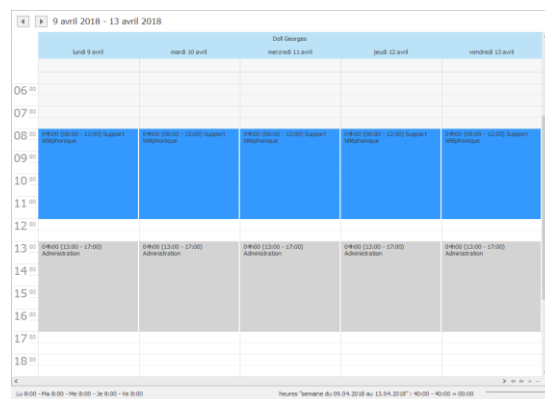 9 avril 2018 - 13 avril 2018
Doll Georges
lundi 9 avril mardi 10 avril mercredi 11 avril jeudi 12 avril vendredi 13 avril
06 00
07 00
08 00
04h00 (08:00 - 12:00) Support
téléphonique
04h00 (08:00 - 12:00) Support
téléphonique
04h00 (08:00 - 12:00) Support
téléphonique
04h00 (08:00 - 12:00) Support
téléphonique
04h00 (08:00 - 12:00) Support
téléphonique
09 00
10 00
11 00
12 00
13 00
04h00 (13:00 - 17:00)
Administration
04h00 (13:00 - 17:00)
Administration
04h00 (13:00 - 17:00)
Administration
04h00 (13:00 - 17:00)
Administration
04h00 (13:00 - 17:00)
Administration
14 00
15 00
16 00
17 00
18 00
Lu 8:00 - Ma 8:00 - Me 8:00 - Je 8:00 - Ve 8:00
heures "semaine du 09.04.2018 au 13.04.2018" : 40:00 - 40:00 = 00:00